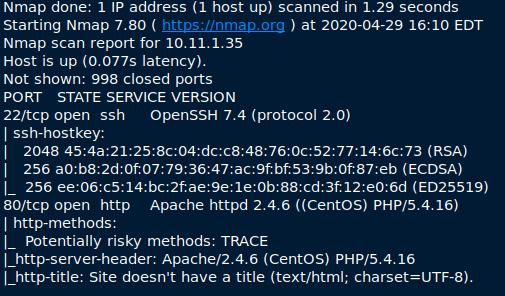 Nmap done: 1 IP address (1 host up) scanned in 1.29 seconds
Starting Nmap 7.80 ( https://nmap.org ) at 2020-04-29 16:10 EDT
Nmap scan report for 10.11.1.35
Host is up (0.077s latency).
Not shown: 998 closed ports
PORT STATE SERVICE VERSION
22/tcp open ssh OpenSSH 7.4 (protocol 2.0)
| ssh-hostkey:
| 2048 45:4a:21:25:8c:04:dc:c8:48:76:0c:52:77:14:6c:73 (RSA)
| 256 a0:b8:2d:0f:07:79:36:47:ac:9f:bf:53:9b:0f:87:eb (ECDSA)
|_ 256 ee:06:c5:14:bc:2f:ae:9e:1e:0b:88:cd:3f:12:e0:6d (ED25519)
80/tcp open http Apache httpd 2.4.6 ((CentOS) PHP/5.4.16)
| http-methods:
|_ Potentially risky methods: TRACE
|_http-server-header: Apache/2.4.6 (CentOS) PHP/5.4.16
|_http-title: Site doesn't have a title (text/html; charset=UTF-8).